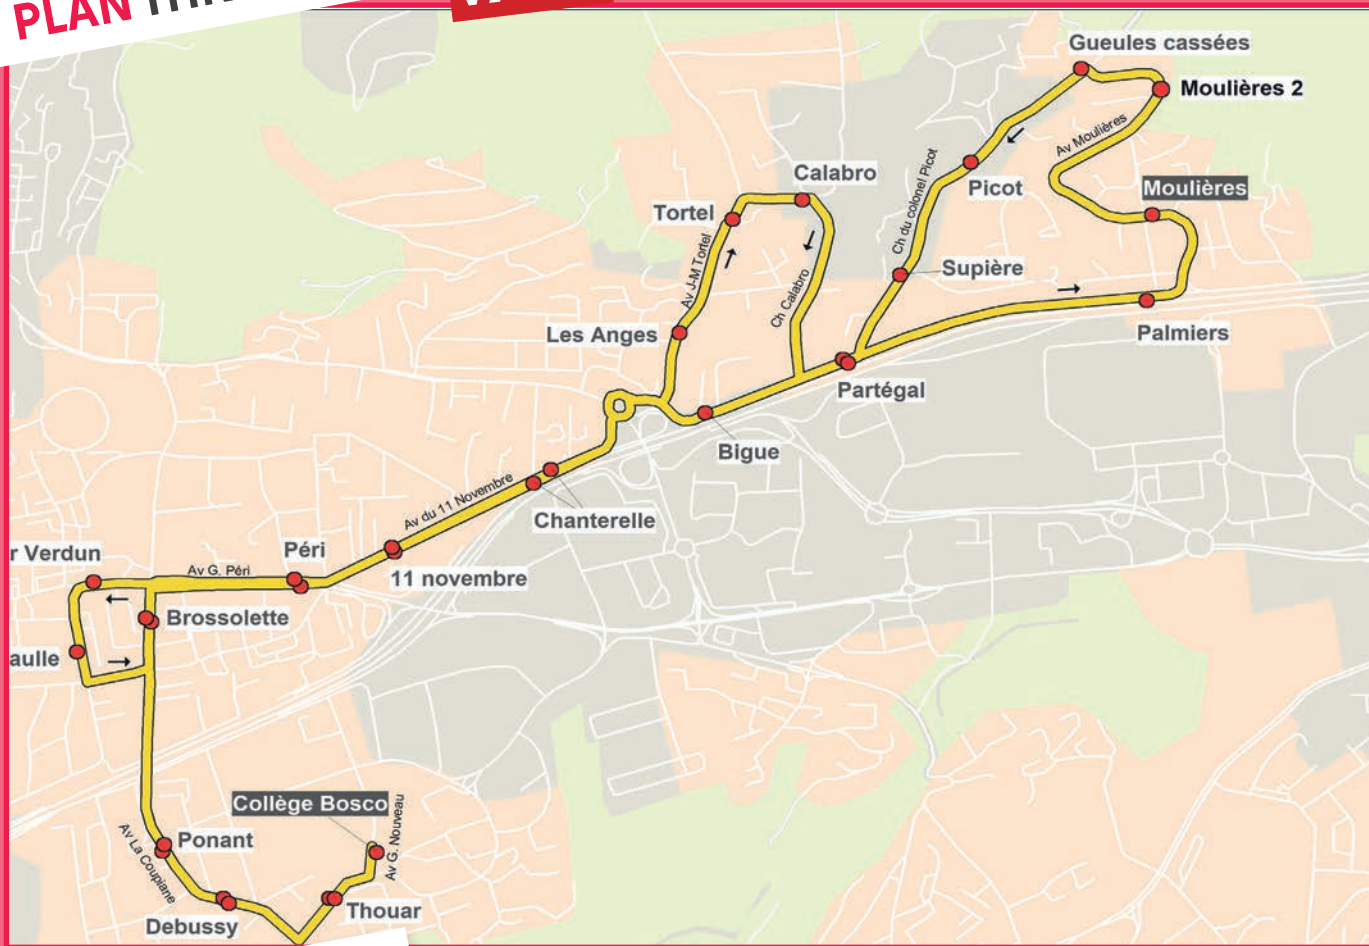 PLAN
Gueules cassées
Moulières 2
Av Moulières
Calabro
Picot
Moulières
Tortel
Ch du colonel Picot
Av J-M Tortel
Supière
Ch Calabro
Les Anges
Palmiers
Partégal
Bigue
Av du 11 Novembre
Chanterelle
r Verdun
Av G. Péri
Péri
11 novembre
Brossolette
aulle
Collège Bosco
Av G. Nouveau
Ponant
Av La Coupiane
Thouar
Debussy